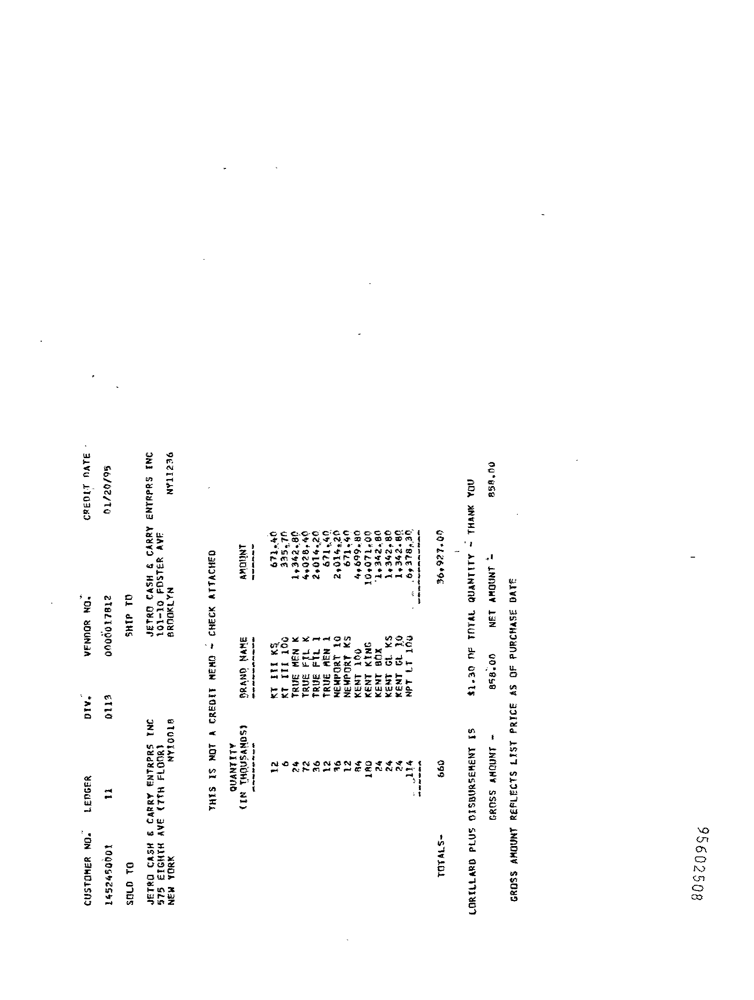 CUSTOMER NO. LEDGER DIV. VENDOR NO. CREDIT DATE
1452450001 11 0113 0000017812 01/20/95
SOLD TO SHIP TO
JETRO CASH & CARRY ENTRPRS INC JETRO CASH & CARRY ENTRPRS INC
575 EIGHTH AVE (7TH FLOOR) 101-10 FOSTER AVE
NEW YORK NY10018 BROOKLYN NY11236
THIS IS NOT A CREDIT MEMO - CHECK ATTACHED
QUANTITY
(IN THOUSANDS) BRAND NAME AMOUNT
12 KT III KS 671.40
6 KT III 100 335.70
24 TRUE MEN K 1,342.80
72 TRUE FIL K 4,028.40
36 TRUE FIL 1 2,014.20
12 TRUE MEN 1 671.40
36 NEWPORT 10 2,014.20
12 NEWPORT KS 671.40
84 KENT 100 4,699.80
180 KENT KING 10,071.00
24 KENT BOX 1,342.80
24 KENT GL KS 1,342.80
24 KENT GL 10 1,342.80
114 NPT LT 100 6,378.30
TOTALS- 660 36,927.00
LORILLARD PLUS DISBURSEMENT IS $1.30 OF TOTAL QUANTITY - THANK YOU
GROSS AMOUNT - 858.00 NET AMOUNT - 858.00
GROSS AMOUNT REFLECTS LIST PRICE AS OF PURCHASE DATE
95602508